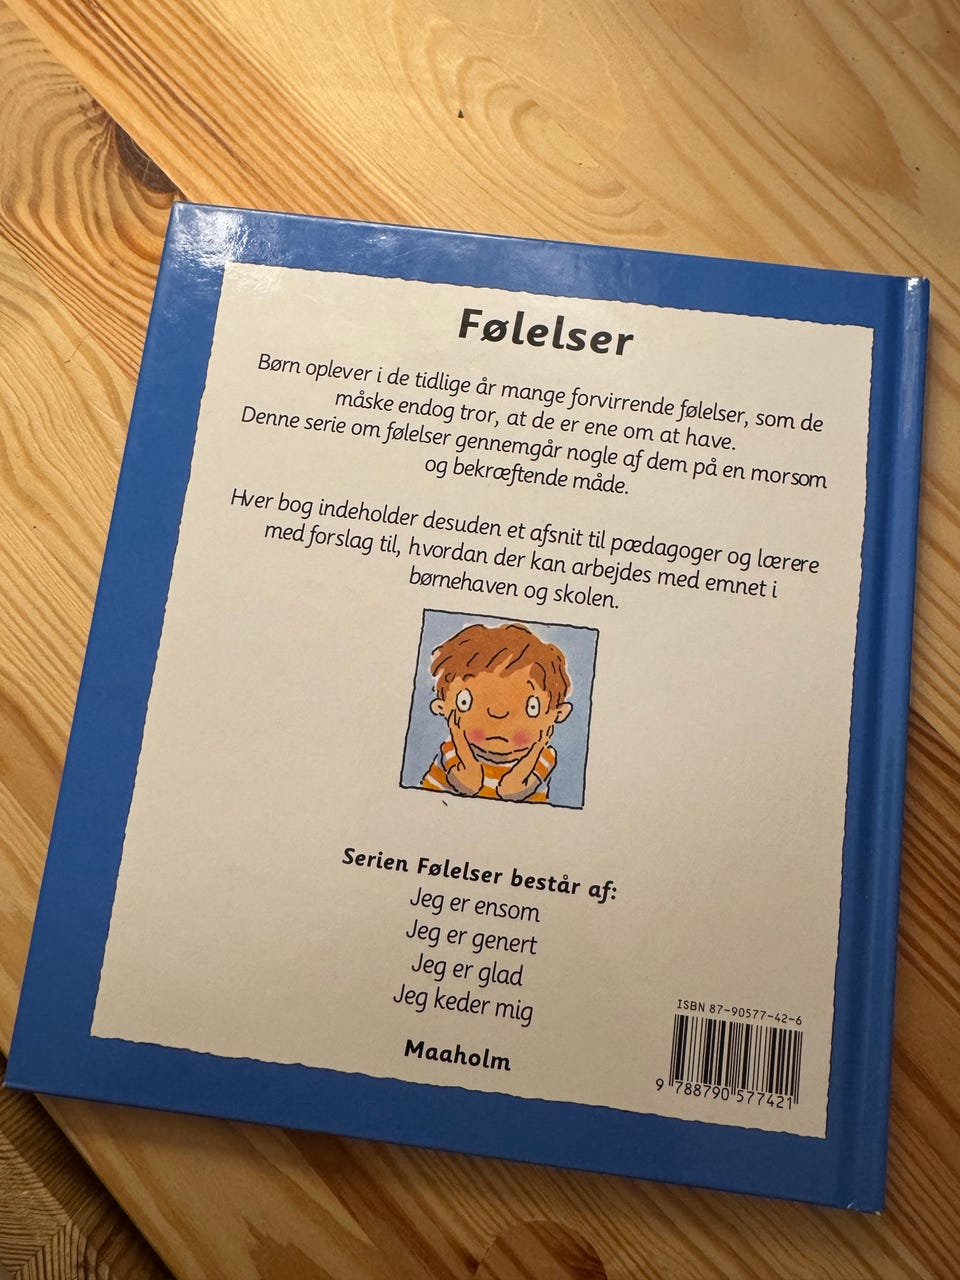 Følelser
Børn oplever i de tidlige år mange forvirrende følelser, som de
måske endog tror, at de er ene om at have.
Denne serie om følelser gennemgår nogle af dem på en morsom
og bekræftende måde.
Hver bog indeholder desuden et afsnit til pædagoger og lærere
med forslag til, hvordan der kan arbejdes med emnet i
børnehaven og skolen.
Serien Følelser består af:
Jeg er ensom
Jeg er genert
Jeg er glad
Jeg keder mig
Maaholm
ISBN 87-90577-42-6
9 788790 577421